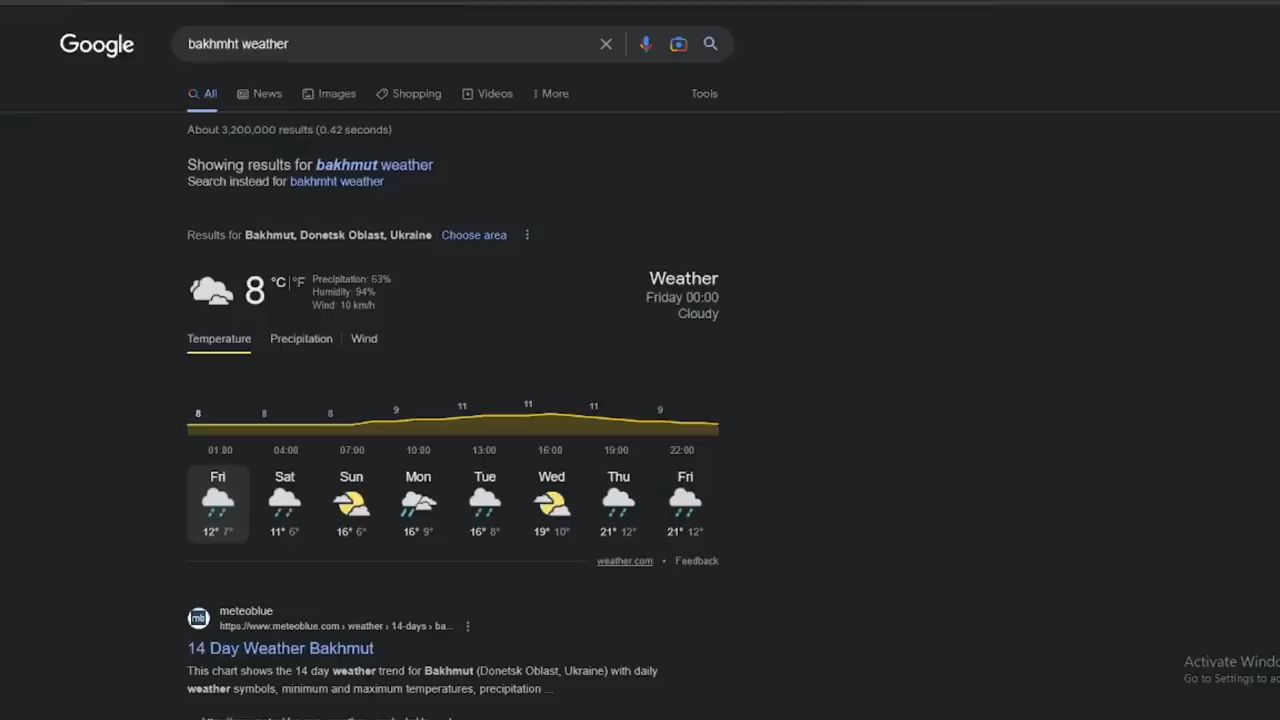 Google
bakhmht weather
All News Images Shopping Videos More Tools
About 3,200,000 results (0.42 seconds)
Showing results for bakhmut weather
Search instead for bakhmht weather
Results for Bakhmut, Donetsk Oblast, Ukraine · Choose area
8 °C | °F
Precipitation: 63%
Humidity: 94%
Wind: 10 km/h
Weather
Friday 00:00
Cloudy
Temperature Precipitation Wind
8 8 8 9 11 11 11 9
01:00 04:00 07:00 10:00 13:00 16:00 19:00 22:00
Fri Sat Sun Mon Tue Wed Thu Fri
12° 7° 11° 6° 16° 6° 16° 9° 16° 8° 19° 10° 21° 12° 21° 12°
weather.com • Feedback
mb
meteoblue
https://www.meteoblue.com › weather › 14-days › ba...
14 Day Weather Bakhmut
This chart shows the 14 day weather trend for Bakhmut (Donetsk Oblast, Ukraine) with daily
weather symbols, minimum and maximum temperatures, precipitation ...
Activate Windo
Go to Settings to ac